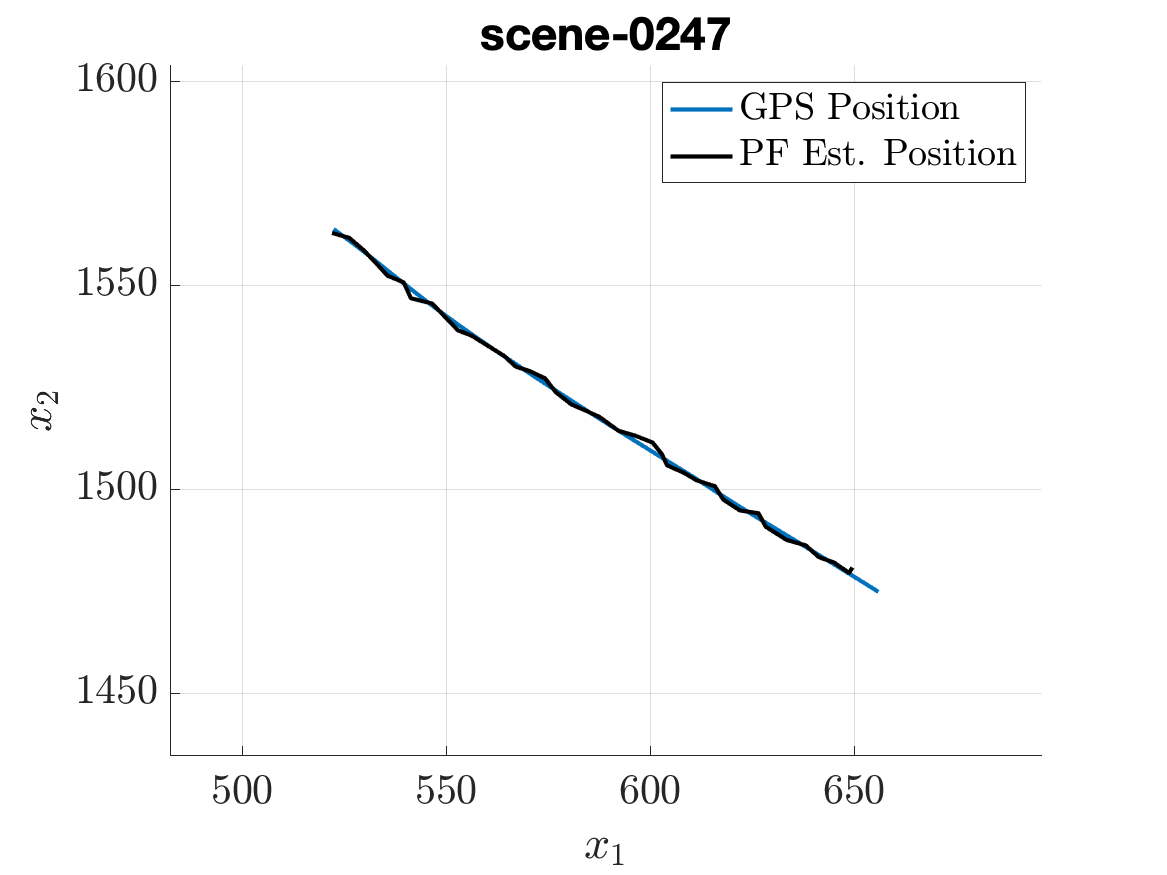 scene-0247
GPS Position
PF Est. Position
1600
1550
1500
1450
x₂
500 550 600 650
x₁